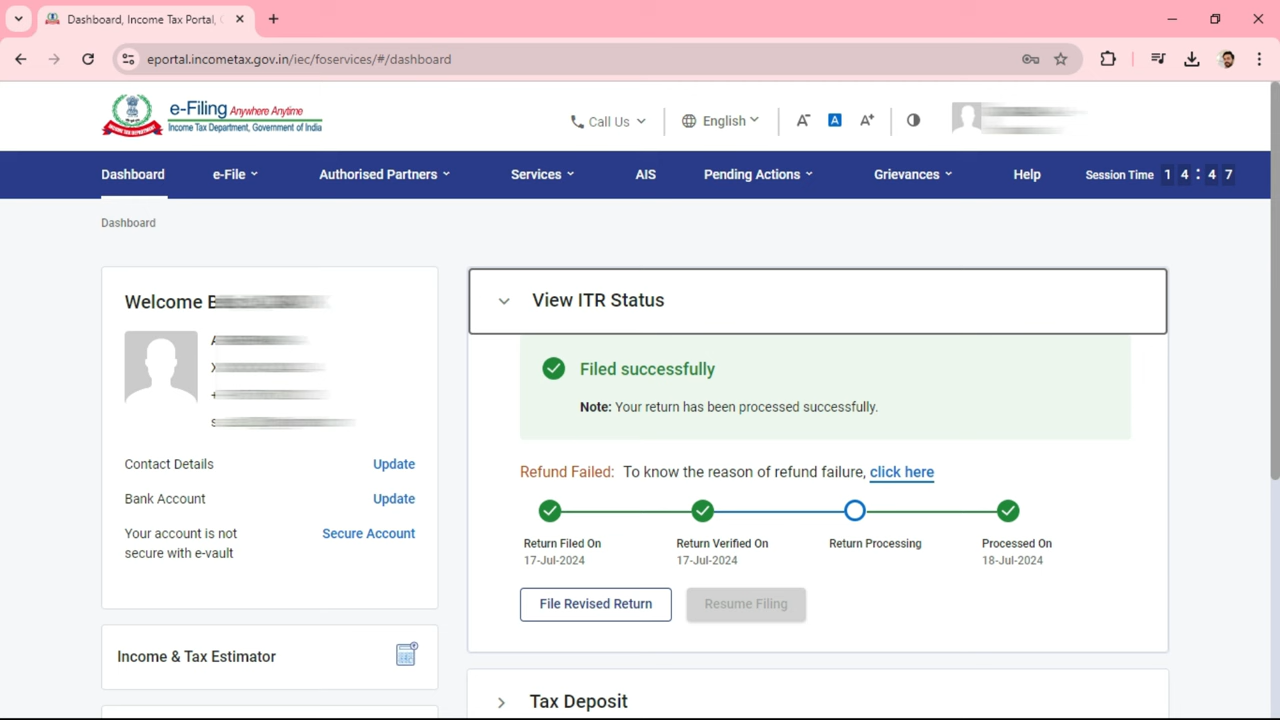 Dashboard, Income Tax Portal,
eportal.incometax.gov.in/iec/foservices/#/dashboard
e-Filing Anywhere Anytime
Income Tax Department, Government of India
INCOME TAX DEPARTMENT
Call Us
English
A-
A
A+
Dashboard
e-File
Authorised Partners
Services
AIS
Pending Actions
Grievances
Help
Session Time 1 4 : 4 7
Dashboard
Welcome
Contact Details Update
Bank Account Update
Your account is not
secure with e-vault
Secure Account
Income & Tax Estimator
View ITR Status
Filed successfully
Note: Your return has been processed successfully.
Refund Failed: To know the reason of refund failure, click here
Return Filed On
17-Jul-2024
Return Verified On
17-Jul-2024
Return Processing
Processed On
18-Jul-2024
File Revised Return
Resume Filing
Tax Deposit